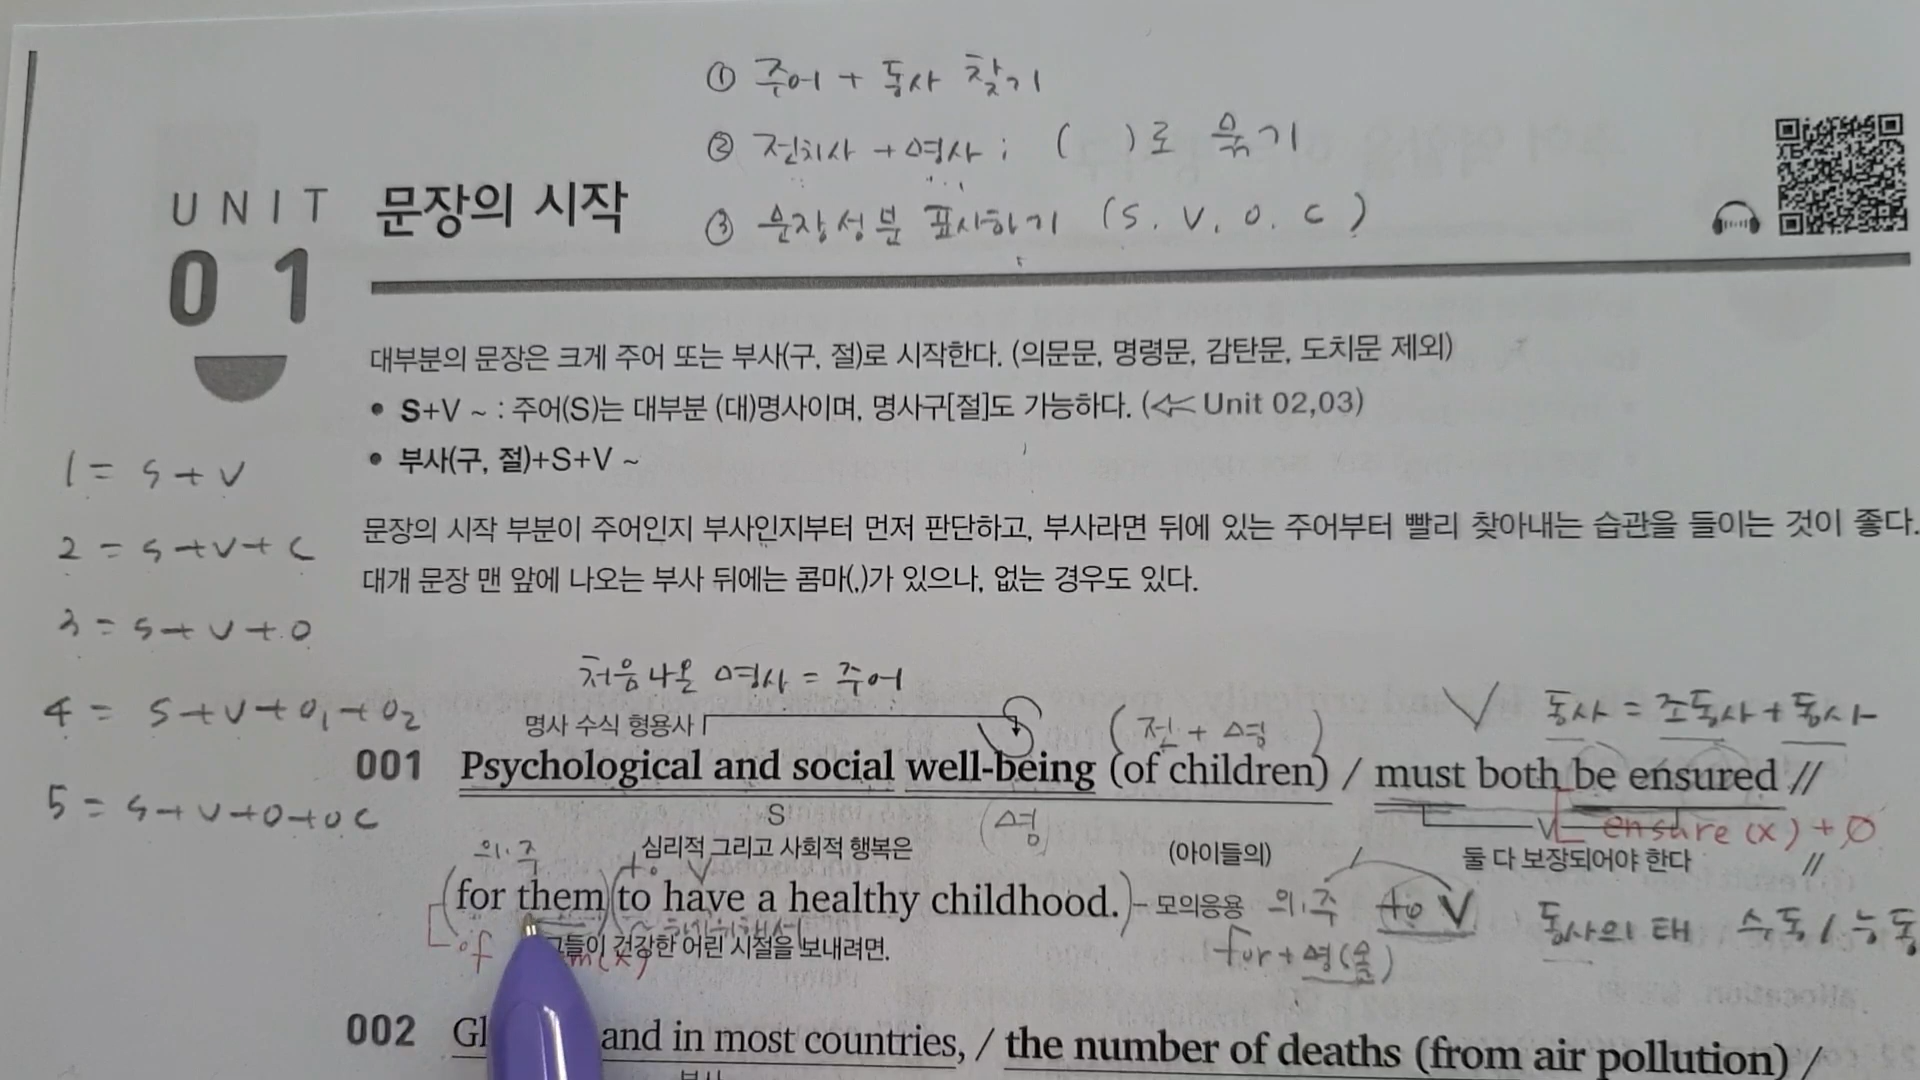 ① 주어 + 동사 찾기
② 전치사 + 명사 ; ( )로 묶기
③ 문장성분 표시하기 (S. V. O. C)
UNIT 01 문장의 시작
대부분의 문장은 크게 주어 또는 부사(구, 절)로 시작한다. (의문문, 명령문, 감탄문, 도치문 제외)
• S+V ~ : 주어(S)는 대부분 (대)명사이며, 명사구[절]도 가능하다. (≪ Unit 02,03)
• 부사(구, 절)+S+V ~
1 = S+V
2 = S+V+C
3 = S+V+O
4 = S+V+O1+O2
5 = S+V+O+OC
문장의 시작 부분이 주어인지 부사인지부터 먼저 판단하고, 부사라면 뒤에 있는 주어부터 빨리 찾아내는 습관을 들이는 것이 좋다.
대개 문장 맨 앞에 나오는 부사 뒤에는 콤마(,)가 있으나, 없는 경우도 있다.
처음나온 명사 = 주어
V 동사 = 조동사 + 동사
명사 수식 형용사
(전 + 명)
001 Psychological and social well-being (of children) / must both be ensured //
S
(명)
V
ensure (x) + O
심리적 그리고 사회적 행복은 (아이들의) 둘 다 보장되어야 한다 //
의.주
to V
(for them)(to have a healthy childhood.) - 모의응용
의.주 to V
동사의 태 수동/능동
of
(x)
그들이 건강한 어린 시절을 보내려면.
for + 명(목)
002 Gl and in most countries, / the number of deaths (from air pollution) /
부사